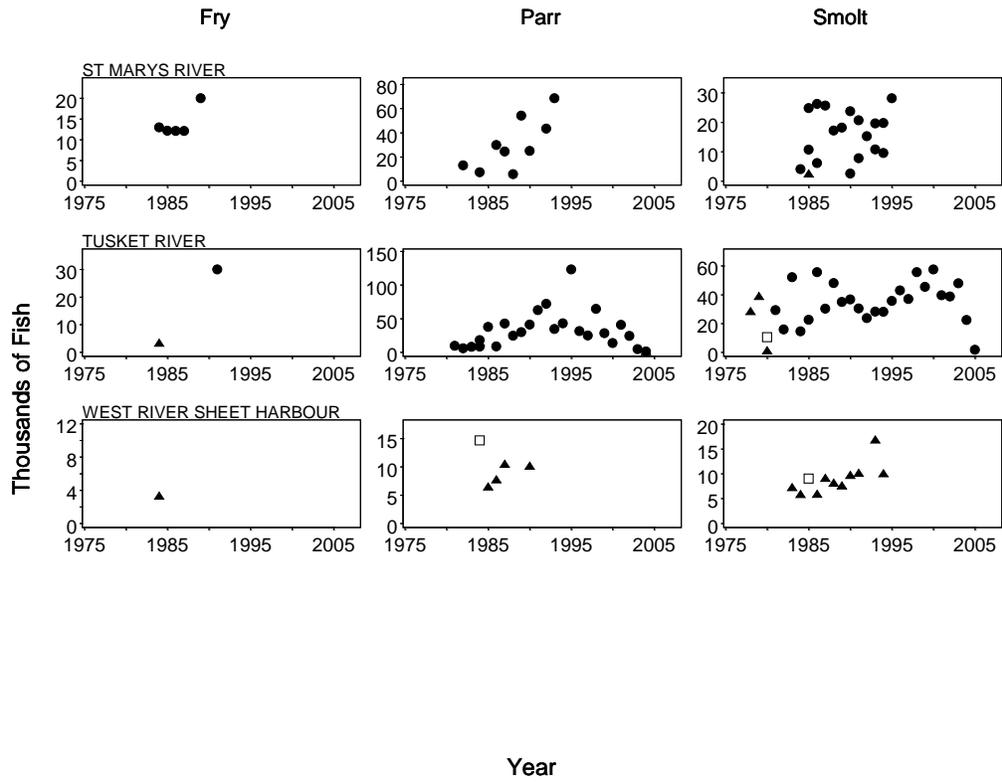 Fry Parr Smolt
ST MARYS RIVER
20 15 10 5 0
80 60 40 20 0
30 20 10 0
1975 1985 1995 2005 1975 1985 1995 2005 1975 1985 1995 2005
TUSKET RIVER
30 20 10 0
150 100 50 0
60 40 20 0
1975 1985 1995 2005 1975 1985 1995 2005 1975 1985 1995 2005
WEST RIVER SHEET HARBOUR
12 8 4 0
15 10 5 0
20 15 10 5 0
1975 1985 1995 2005 1975 1985 1995 2005 1975 1985 1995 2005
Thousands of Fish
Year